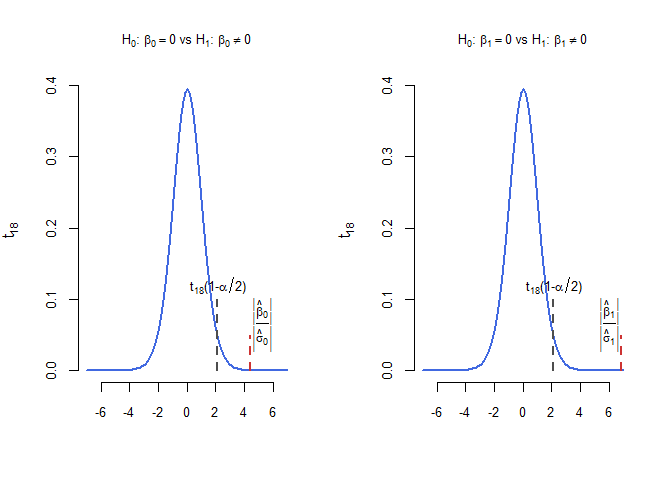 H₀: β₀ = 0 vs H₁: β₀ ≠ 0
t₁₈
0.0 0.1 0.2 0.3 0.4
t₁₈(1-α/2)
|β̂₀/σ̂₀|
-6 -4 -2 0 2 4 6
H₀: β₁ = 0 vs H₁: β₁ ≠ 0
t₁₈
0.0 0.1 0.2 0.3 0.4
t₁₈(1-α/2)
|β̂₁/σ̂₁|
-6 -4 -2 0 2 4 6